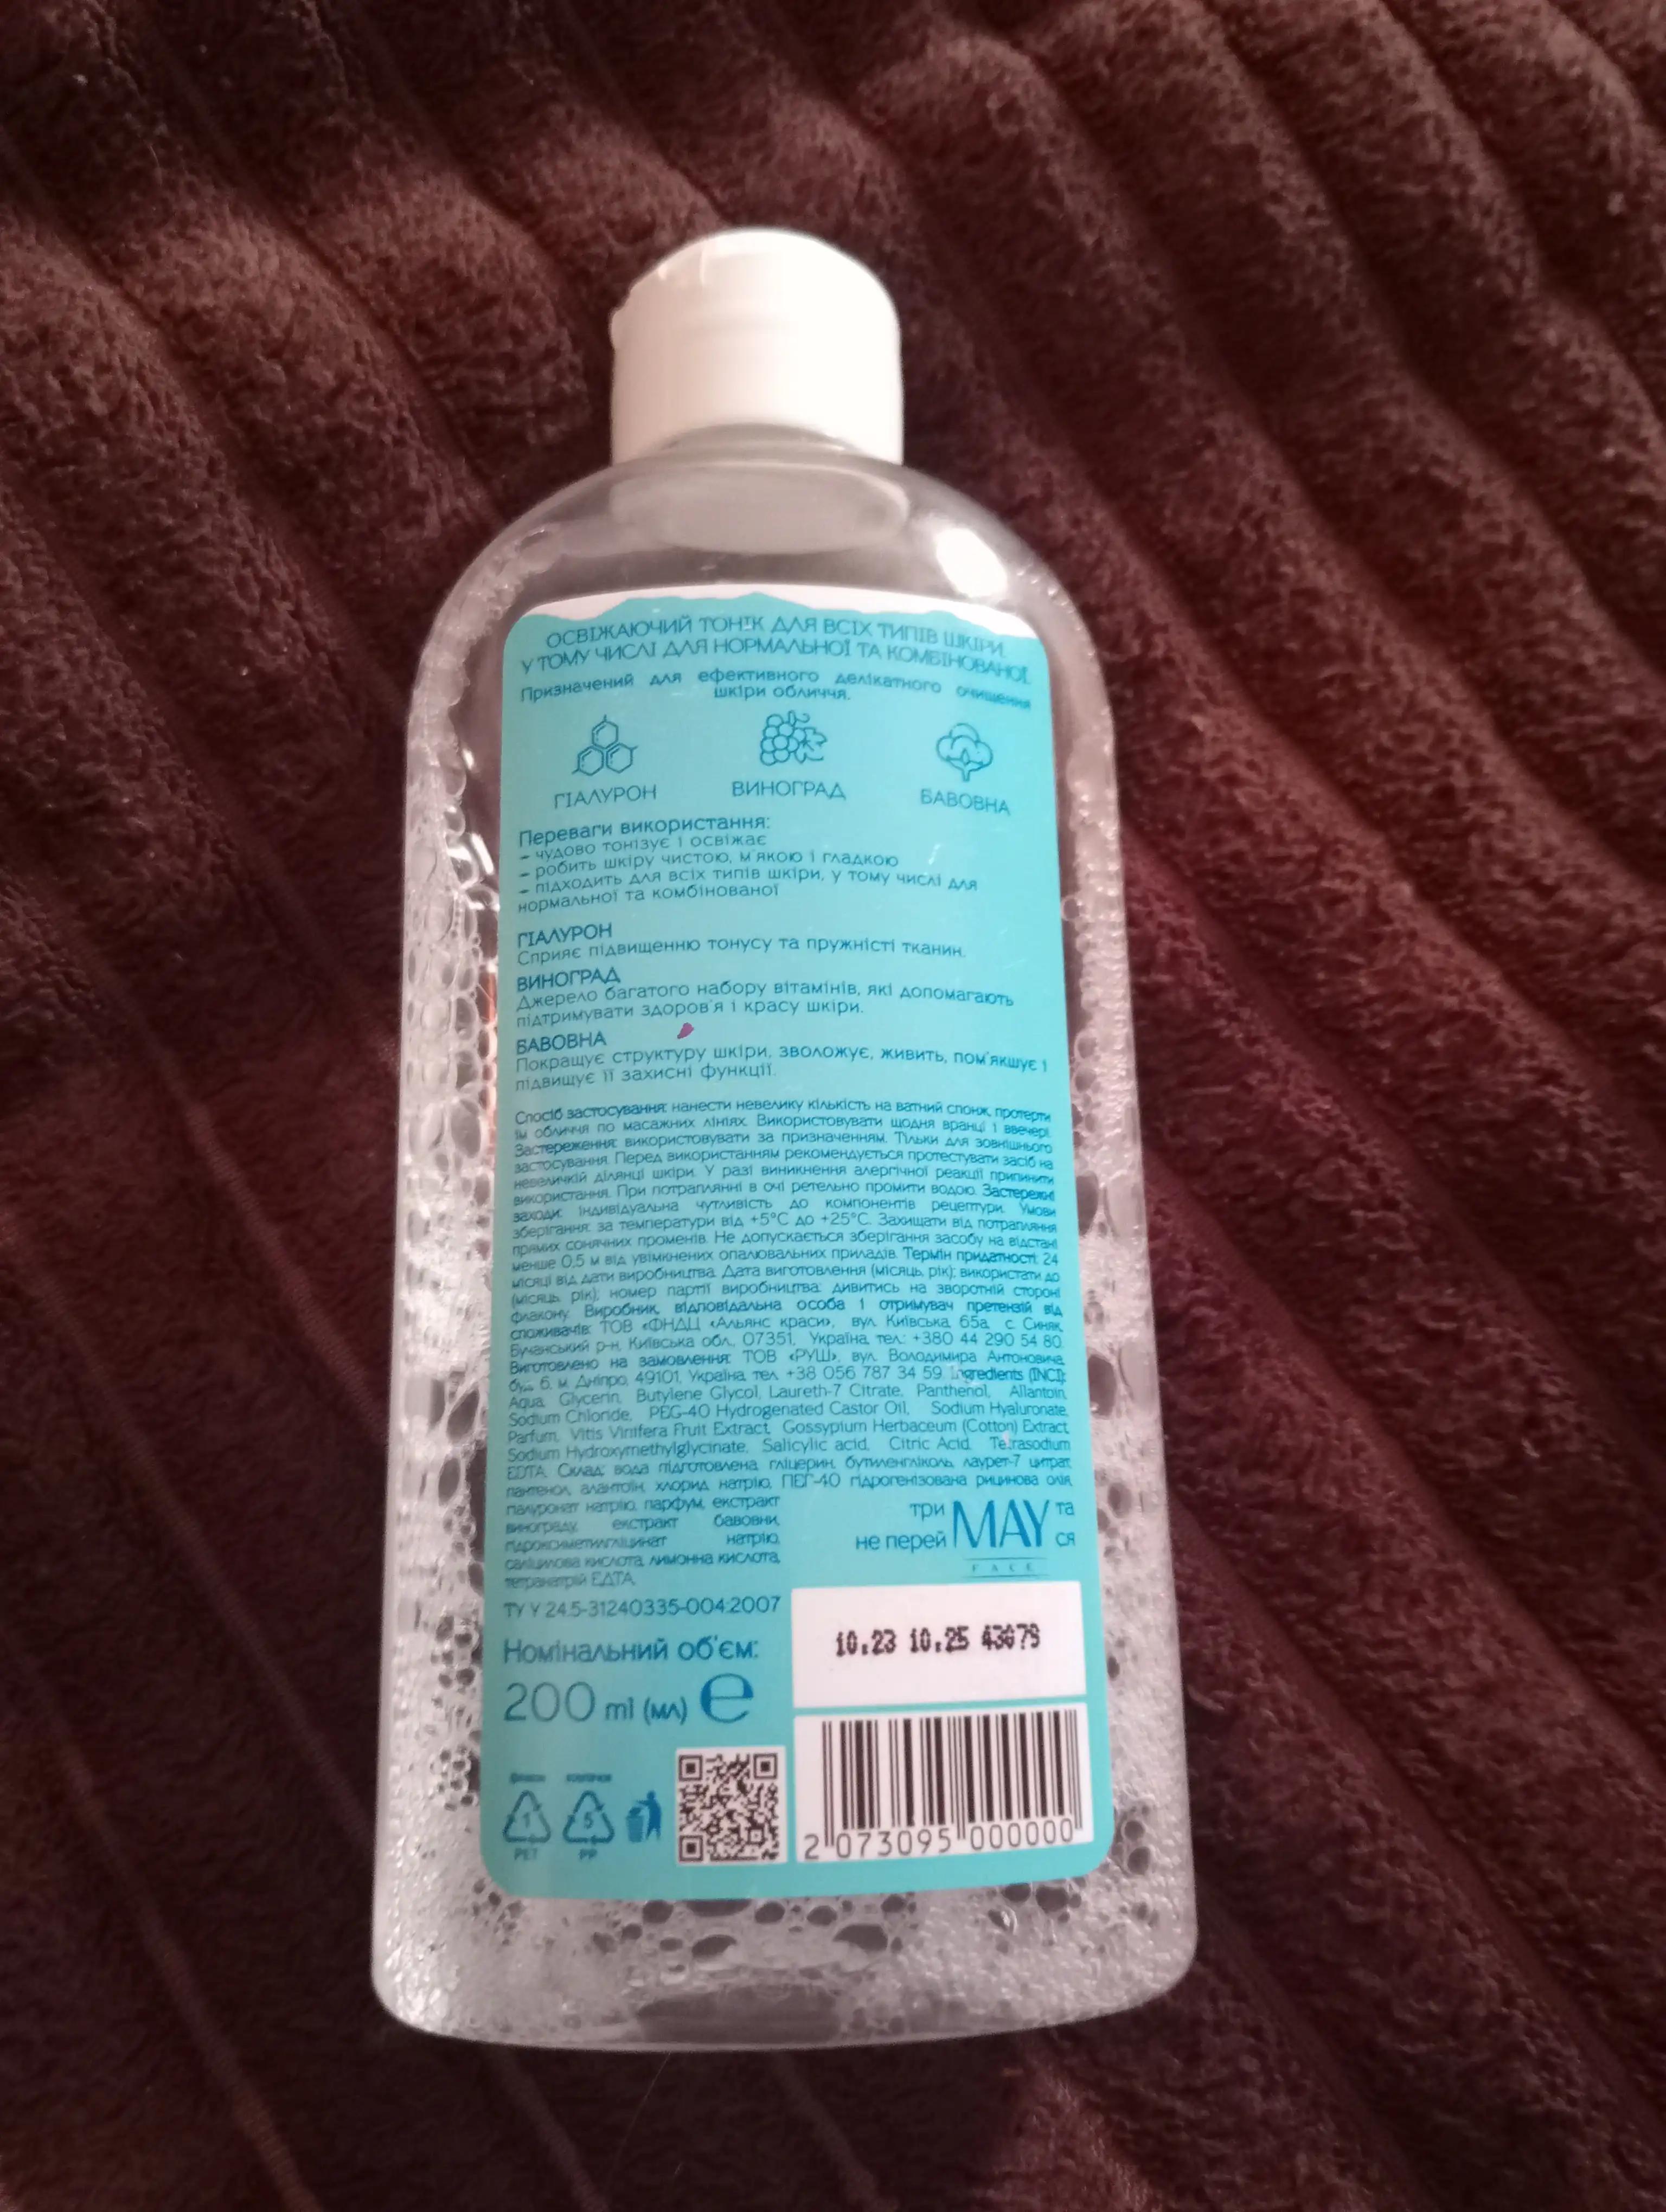 ОСВІЖАЮЧИЙ ТОНІК ДЛЯ ВСІХ ТИПІВ ШКІРИ,
У ТОМУ ЧИСЛІ ДЛЯ НОРМАЛЬНОЇ ТА КОМБІНОВАНОЇ.
Призначений для ефективного делікатного очищення
шкіри обличчя.
ГІАЛУРОН ВИНОГРАД БАВОВНА
Переваги використання:
– чудово тонізує і освіжає
– робить шкіру чистою, м'якою і гладкою
– підходить для всіх типів шкіри, у тому числі для
нормальної та комбінованої
ГІАЛУРОН
Сприяє підвищенню тонусу та пружністі тканин.
ВИНОГРАД
Джерело багатого набору вітамінів, які допомагають
підтримувати здоров'я і красу шкіри.
БАВОВНА
Покращує структуру шкіри, зволожує, живить, пом'якшує і
підвищує її захисні функції.
Спосіб застосування: нанести невелику кількість на ватний спонж, протерти
їм обличчя по масажних лініях. Використовувати щодня вранці і ввечері.
Застереження: використовувати за призначенням. Тільки для зовнішнього
застосування. Перед використанням рекомендується протестувати засіб на
невеличкій ділянці шкіри. У разі виникнення алергічної реакції припинити
використання. При потраплянні в очі ретельно промити водою. Застережні
заходи: індивідуальна чутливість до компонентів рецептури. Умови
зберігання: за температури від +5°C до +25°C. Захищати від потрапляння
прямих сонячних променів. Не допускається зберігання засобу на відстані
менше 0,5 м від увімкнених опалювальних приладів. Термін придатності: 24
місяці від дати виробництва. Дата виготовлення (місяць, рік); використати до
(місяць, рік); номер партії виробництва: дивитись на зворотній стороні
флакону. Виробник, відповідальна особа і отримувач претензій від
споживачів: ТОВ «ФНДЦ «Альянс краси», вул. Київська, 65а, с. Синяк,
Бучанський р-н, Київська обл., 07351, Україна, тел.: +380 44 290 54 80.
Виготовлено на замовлення: ТОВ «РУШ», вул. Володимира Антоновича,
буд. 6, м. Дніпро, 49101, Україна, тел. +38 056 787 34 59. Ingredients (INCI):
Aqua, Glycerin, Butylene Glycol, Laureth-7 Citrate, Panthenol, Allantoin,
Sodium Chloride, PEG-40 Hydrogenated Castor Oil, Sodium Hyaluronate,
Parfum, Vitis Vinifera Fruit Extract, Gossypium Herbaceum (Cotton) Extract,
Sodium Hydroxymethylglycinate, Salicylic acid, Citric Acid, Tetrasodium
EDTA. Склад: вода підготовлена, гліцерин, бутиленгліколь, лаурет-7 цитрат,
пантенол, алантоїн, хлорид натрію, ПЕГ-40 гідрогенізована рицинова олія,
гіалуронат натрію, парфум, екстракт
винограду, екстракт бавовни,
гідроксиметилгліцинат натрію,
саліцилова кислота, лимонна кислота,
тетранатрій ЕДТА.
три MAY та
не перей ся
FACE
ТУ У 24.5-31240335-004:2007
10.23 10.25 43079
Номінальний об'єм:
200 ml (мл) e
флакон ковпачок
1 5
PET PP
2 073095 000000